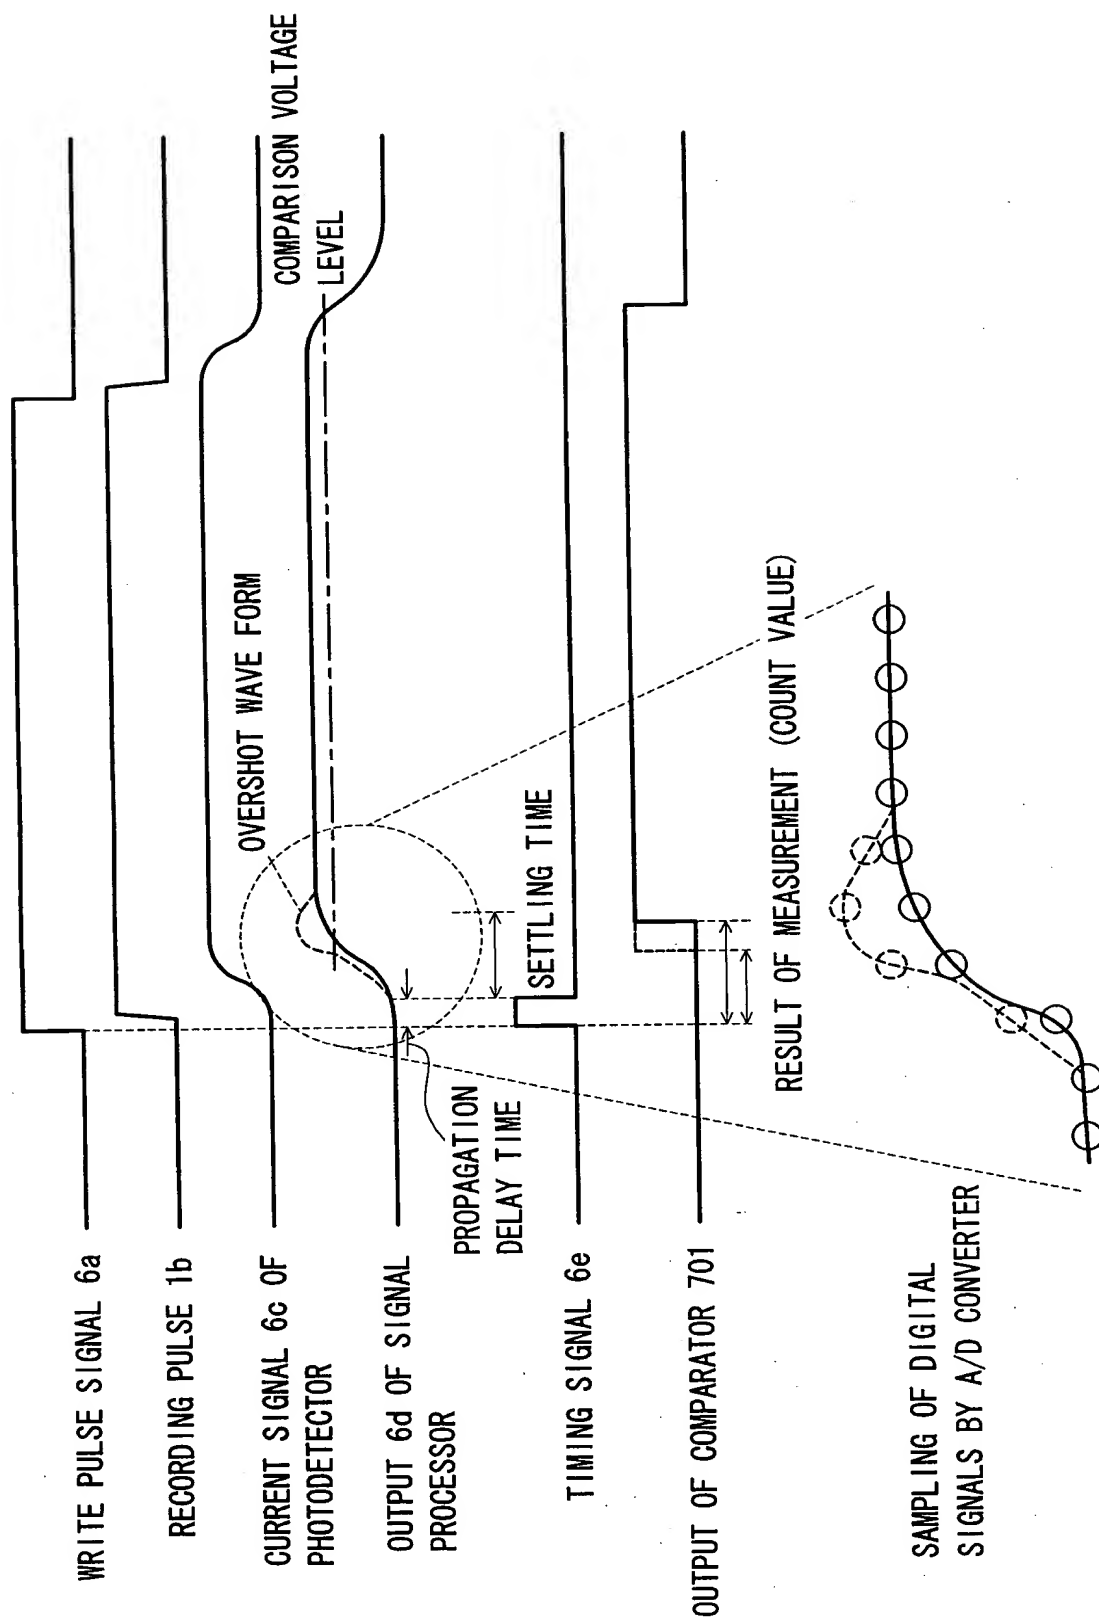 WRITE PULSE SIGNAL 6a
RECORDING PULSE 1b
CURRENT SIGNAL 6c OF
PHOTODETECTOR
OVERSHOT WAVE FORM
COMPARISON VOLTAGE
LEVEL
OUTPUT 6d OF SIGNAL
PROCESSOR
PROPAGATION
DELAY TIME
SETTLING TIME
TIMING SIGNAL 6e
OUTPUT OF COMPARATOR 701
RESULT OF MEASUREMENT (COUNT VALUE)
SAMPLING OF DIGITAL
SIGNALS BY A/D CONVERTER